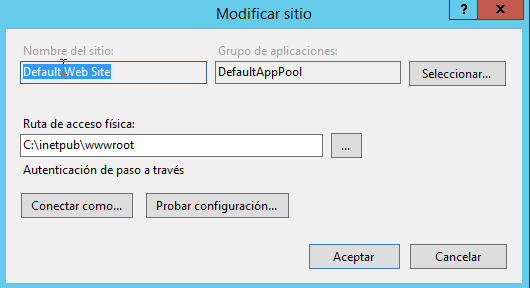 Modificar sitio
?
x
Nombre del sitio:
Grupo de aplicaciones:
Default Web Site
DefaultAppPool
Seleccionar...
Ruta de acceso física:
C:\inetpub\wwwroot
...
Autenticación de paso a través
Conectar como...
Probar configuración...
Aceptar
Cancelar